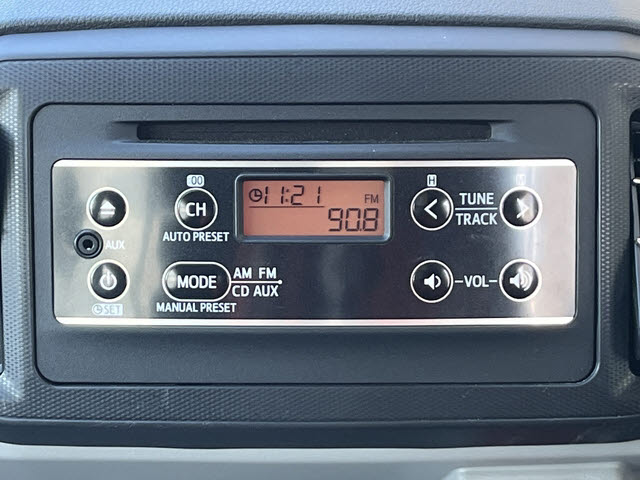 :00
H M
11:21 FM
90.8
CH
AUTO PRESET
TUNE
TRACK
AUX
MODE
AM FM
CD AUX
MANUAL PRESET
VOL
SET